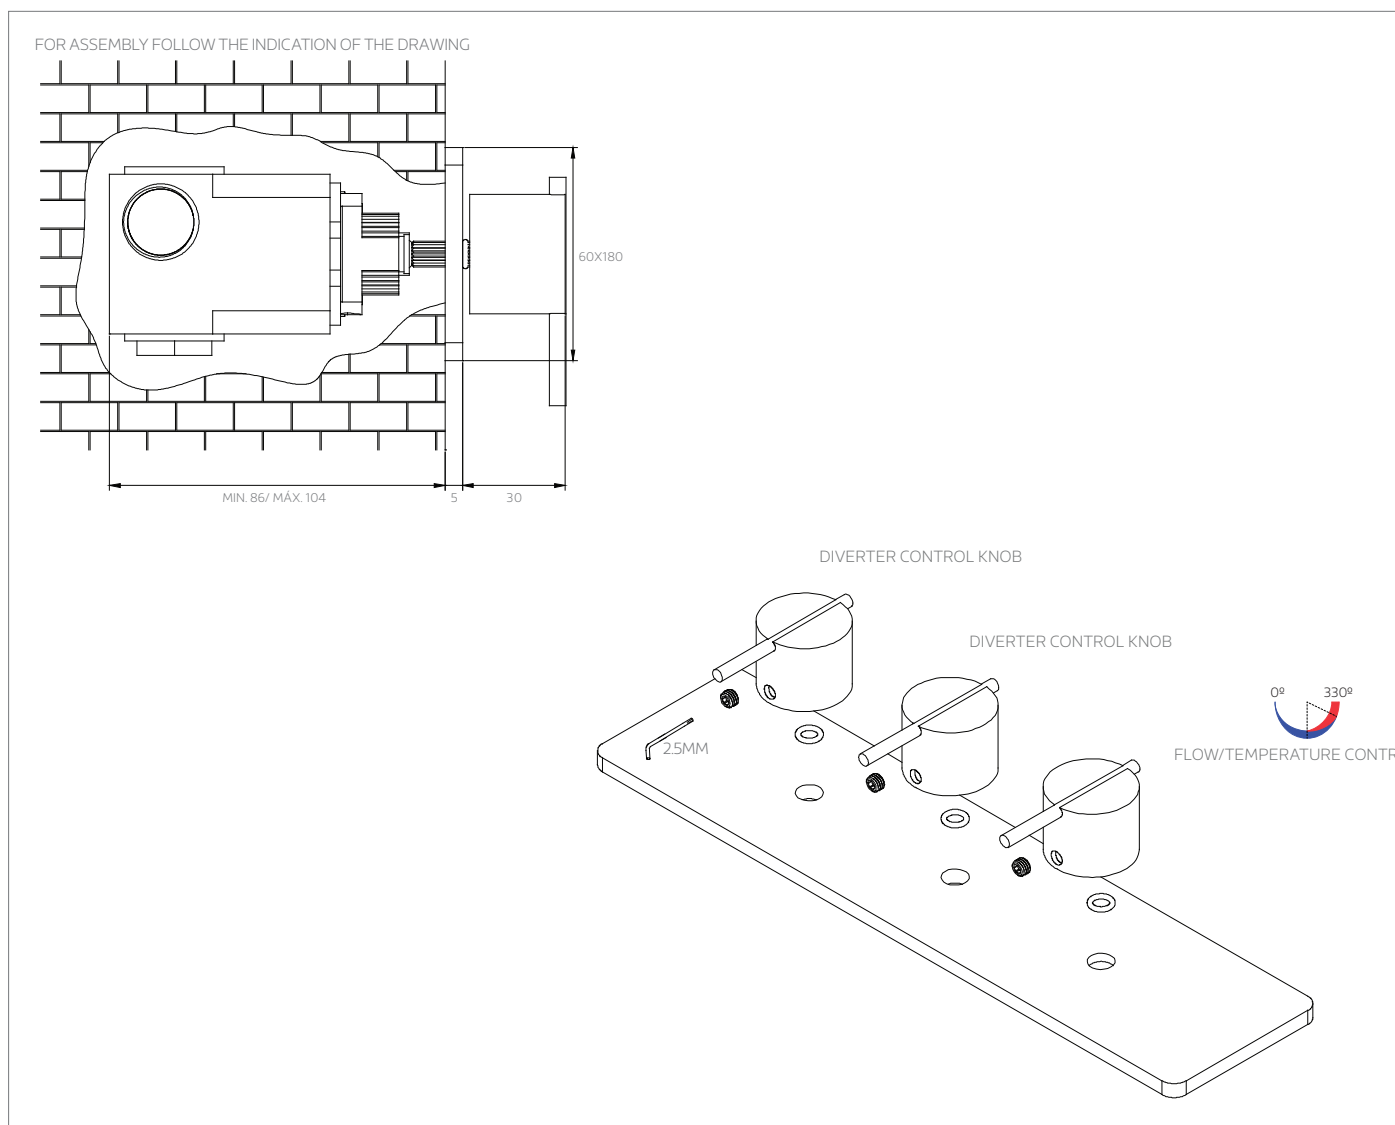 FOR ASSEMBLY FOLLOW THE INDICATION OF THE DRAWING
60X180
MIN. 86/ MÁX. 104
5
30
DIVERTER CONTROL KNOB
DIVERTER CONTROL KNOB
0º
330º
2.5MM
FLOW/TEMPERATURE CONTR